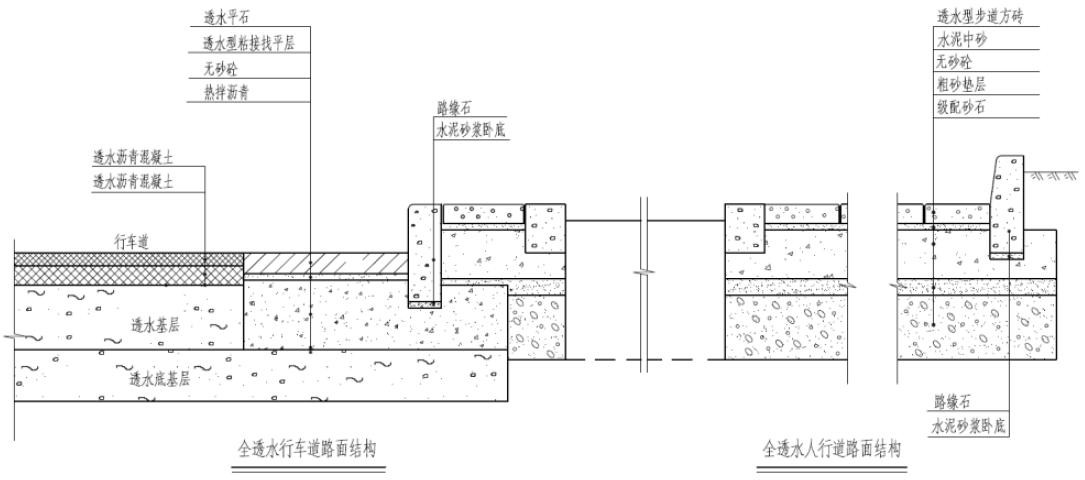 透水平石
透水型粘接找平层
无砂砼
热拌沥青
路缘石
水泥砂浆卧底
透水沥青混凝土
透水沥青混凝土
行车道
透水基层
透水底基层
全透水行车道路面结构
透水型步道方砖
水泥中砂
无砂砼
粗砂垫层
级配砂石
路缘石
水泥砂浆卧底
全透水人行道路面结构